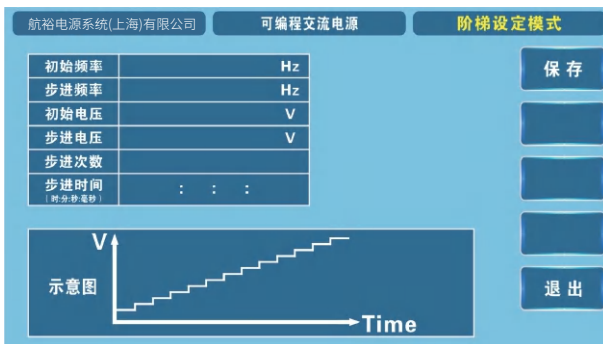 航裕电源系统(上海)有限公司 可编程交流电源 阶梯设定模式
初始频率 Hz
步进频率 Hz
初始电压 V
步进电压 V
步进次数
步进时间 : : :
(时:分:秒:毫秒)
保存
V
示意图
Time
退出